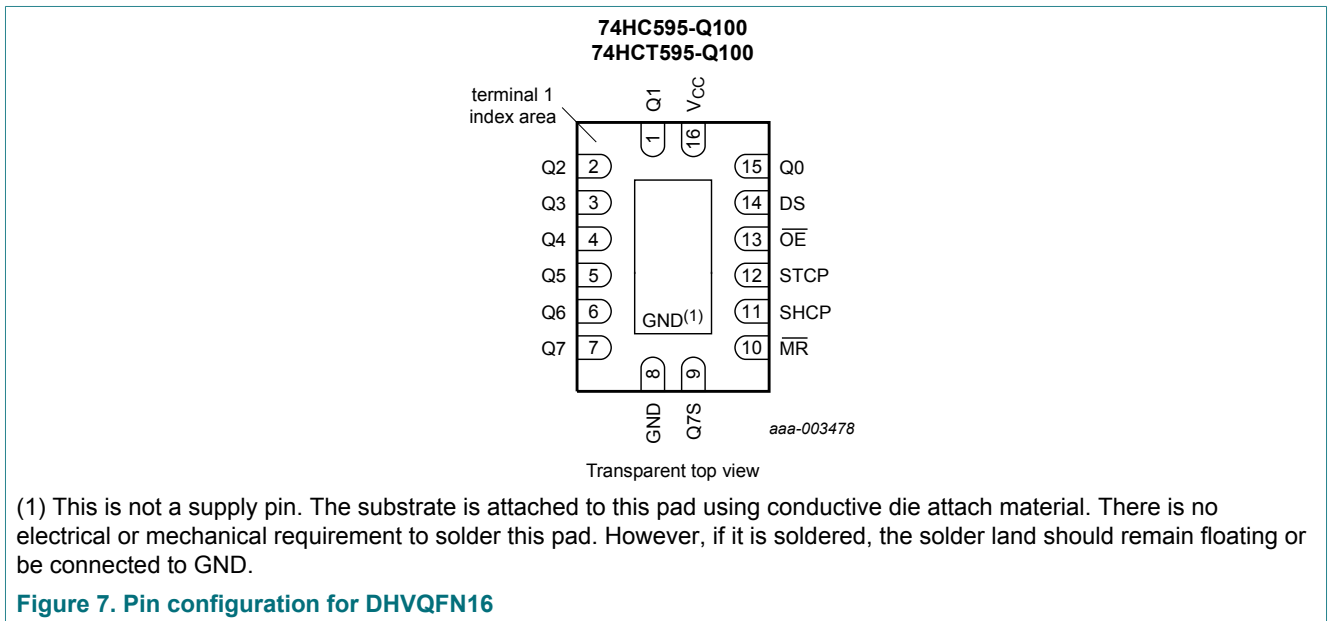 74HC595-Q100
74HCT595-Q100
terminal 1
index area
Q1
VCC
1
16
Q2 2
15 Q0
Q3 3
14 DS
Q4 4
13 O̅E̅
Q5 5
12 STCP
Q6 6
11 SHCP
GND(1)
Q7 7
10 M̅R̅
8
9
GND
Q7S
aaa-003478
Transparent top view
(1) This is not a supply pin. The substrate is attached to this pad using conductive die attach material. There is no
electrical or mechanical requirement to solder this pad. However, if it is soldered, the solder land should remain floating or
be connected to GND.
Figure 7. Pin configuration for DHVQFN16